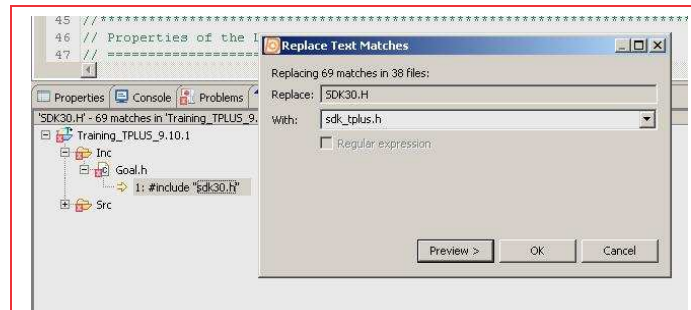 45 //*************************************************************************
46 // Properties of the I
47 // =====================
Replace Text Matches
Replacing 69 matches in 38 files:
Replace: SDK30.H
With: sdk_tplus.h
Regular expression
Preview > OK Cancel
Properties Console Problems
'SDK30.H' - 69 matches in 'Training_TPLUS_9.
Training_TPLUS_9.10.1
Inc
Goal.h
1: #include "sdk30.h"
Src